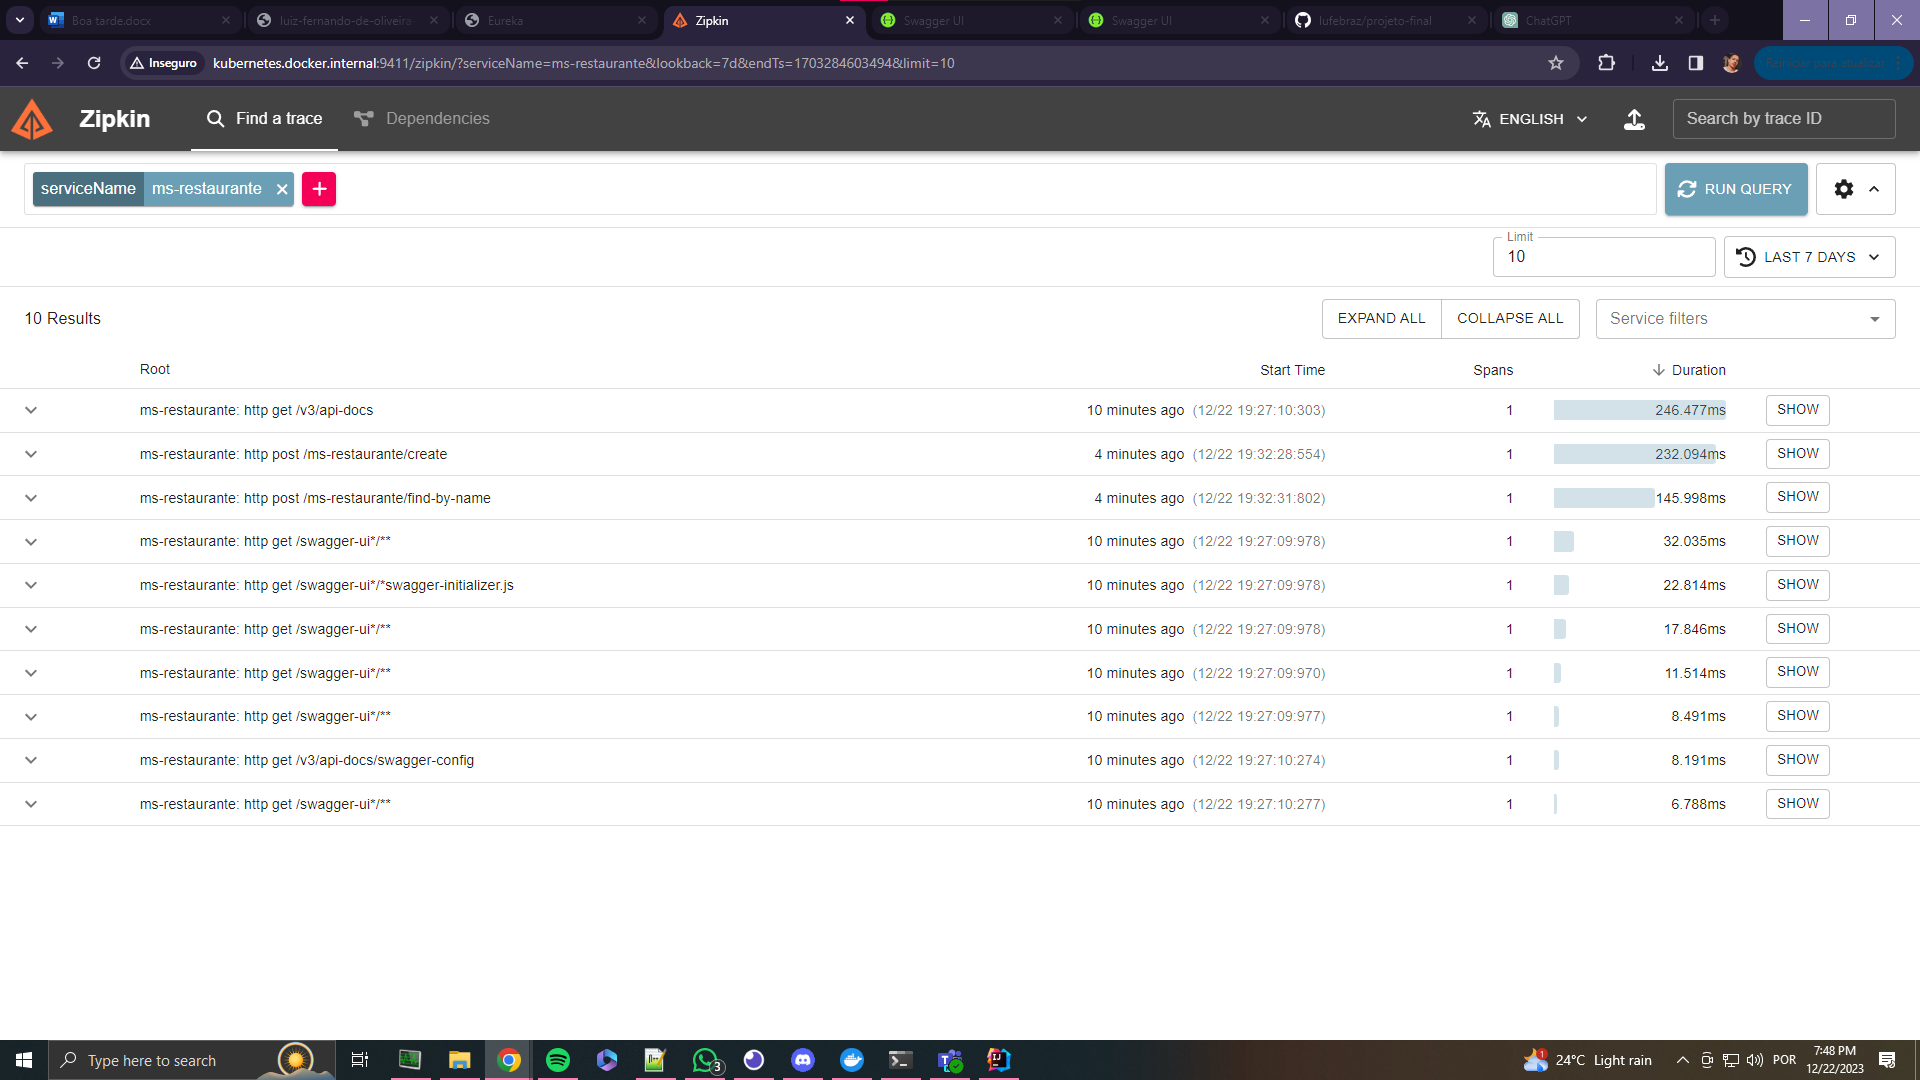 Boa tarde.docx
luiz-fernando-de-oliveira
Eureka
Zipkin
Swagger UI
Swagger UI
lufebraz/projeto-final
ChatGPT
Inseguro
kubernetes.docker.internal:9411/zipkin/?serviceName=ms-restaurante&lookback=7d&endTs=1703284603494&limit=10
Reiniciar para atualizar
Zipkin
Find a trace
Dependencies
ENGLISH
Search by trace ID
serviceName ms-restaurante
RUN QUERY
Limit
10
LAST 7 DAYS
10 Results
EXPAND ALL
COLLAPSE ALL
Service filters
Root Start Time Spans Duration
ms-restaurante: http get /v3/api-docs 10 minutes ago (12/22 19:27:10:303) 1 246.477ms SHOW
ms-restaurante: http post /ms-restaurante/create 4 minutes ago (12/22 19:32:28:554) 1 232.094ms SHOW
ms-restaurante: http post /ms-restaurante/find-by-name 4 minutes ago (12/22 19:32:31:802) 1 145.998ms SHOW
ms-restaurante: http get /swagger-ui*/** 10 minutes ago (12/22 19:27:09:978) 1 32.035ms SHOW
ms-restaurante: http get /swagger-ui*/*swagger-initializer.js 10 minutes ago (12/22 19:27:09:978) 1 22.814ms SHOW
ms-restaurante: http get /swagger-ui*/** 10 minutes ago (12/22 19:27:09:978) 1 17.846ms SHOW
ms-restaurante: http get /swagger-ui*/** 10 minutes ago (12/22 19:27:09:970) 1 11.514ms SHOW
ms-restaurante: http get /swagger-ui*/** 10 minutes ago (12/22 19:27:09:977) 1 8.491ms SHOW
ms-restaurante: http get /v3/api-docs/swagger-config 10 minutes ago (12/22 19:27:10:274) 1 8.191ms SHOW
ms-restaurante: http get /swagger-ui*/** 10 minutes ago (12/22 19:27:10:277) 1 6.788ms SHOW
Type here to search
3
1
24°C Light rain
POR
7:48 PM
12/22/2023